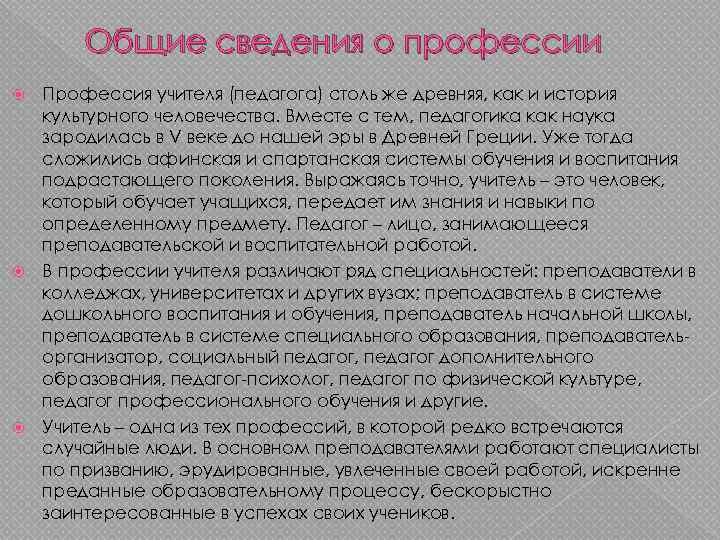 Общие сведения о профессии
Профессия учителя (педагога) столь же древняя, как и история
культурного человечества. Вместе с тем, педагогика как наука
зародилась в V веке до нашей эры в Древней Греции. Уже тогда
сложились афинская и спартанская системы обучения и воспитания
подрастающего поколения. Выражаясь точно, учитель – это человек,
который обучает учащихся, передает им знания и навыки по
определенному предмету. Педагог – лицо, занимающееся
преподавательской и воспитательной работой.
В профессии учителя различают ряд специальностей: преподаватели в
колледжах, университетах и других вузах; преподаватель в системе
дошкольного воспитания и обучения, преподаватель начальной школы,
преподаватель в системе специального образования, преподаватель-
организатор, социальный педагог, педагог дополнительного
образования, педагог-психолог, педагог по физической культуре,
педагог профессионального обучения и другие.
Учитель – одна из тех профессий, в которой редко встречаются
случайные люди. В основном преподавателями работают специалисты
по призванию, эрудированные, увлеченные своей работой, искренне
преданные образовательному процессу, бескорыстно
заинтересованные в успехах своих учеников.